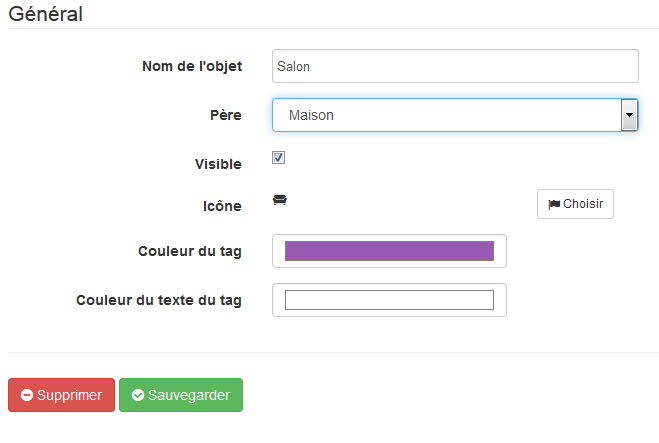 Général
Nom de l'objet Salon
Père Maison
Visible
Icône Choisir
Couleur du tag
Couleur du texte du tag
Supprimer Sauvegarder